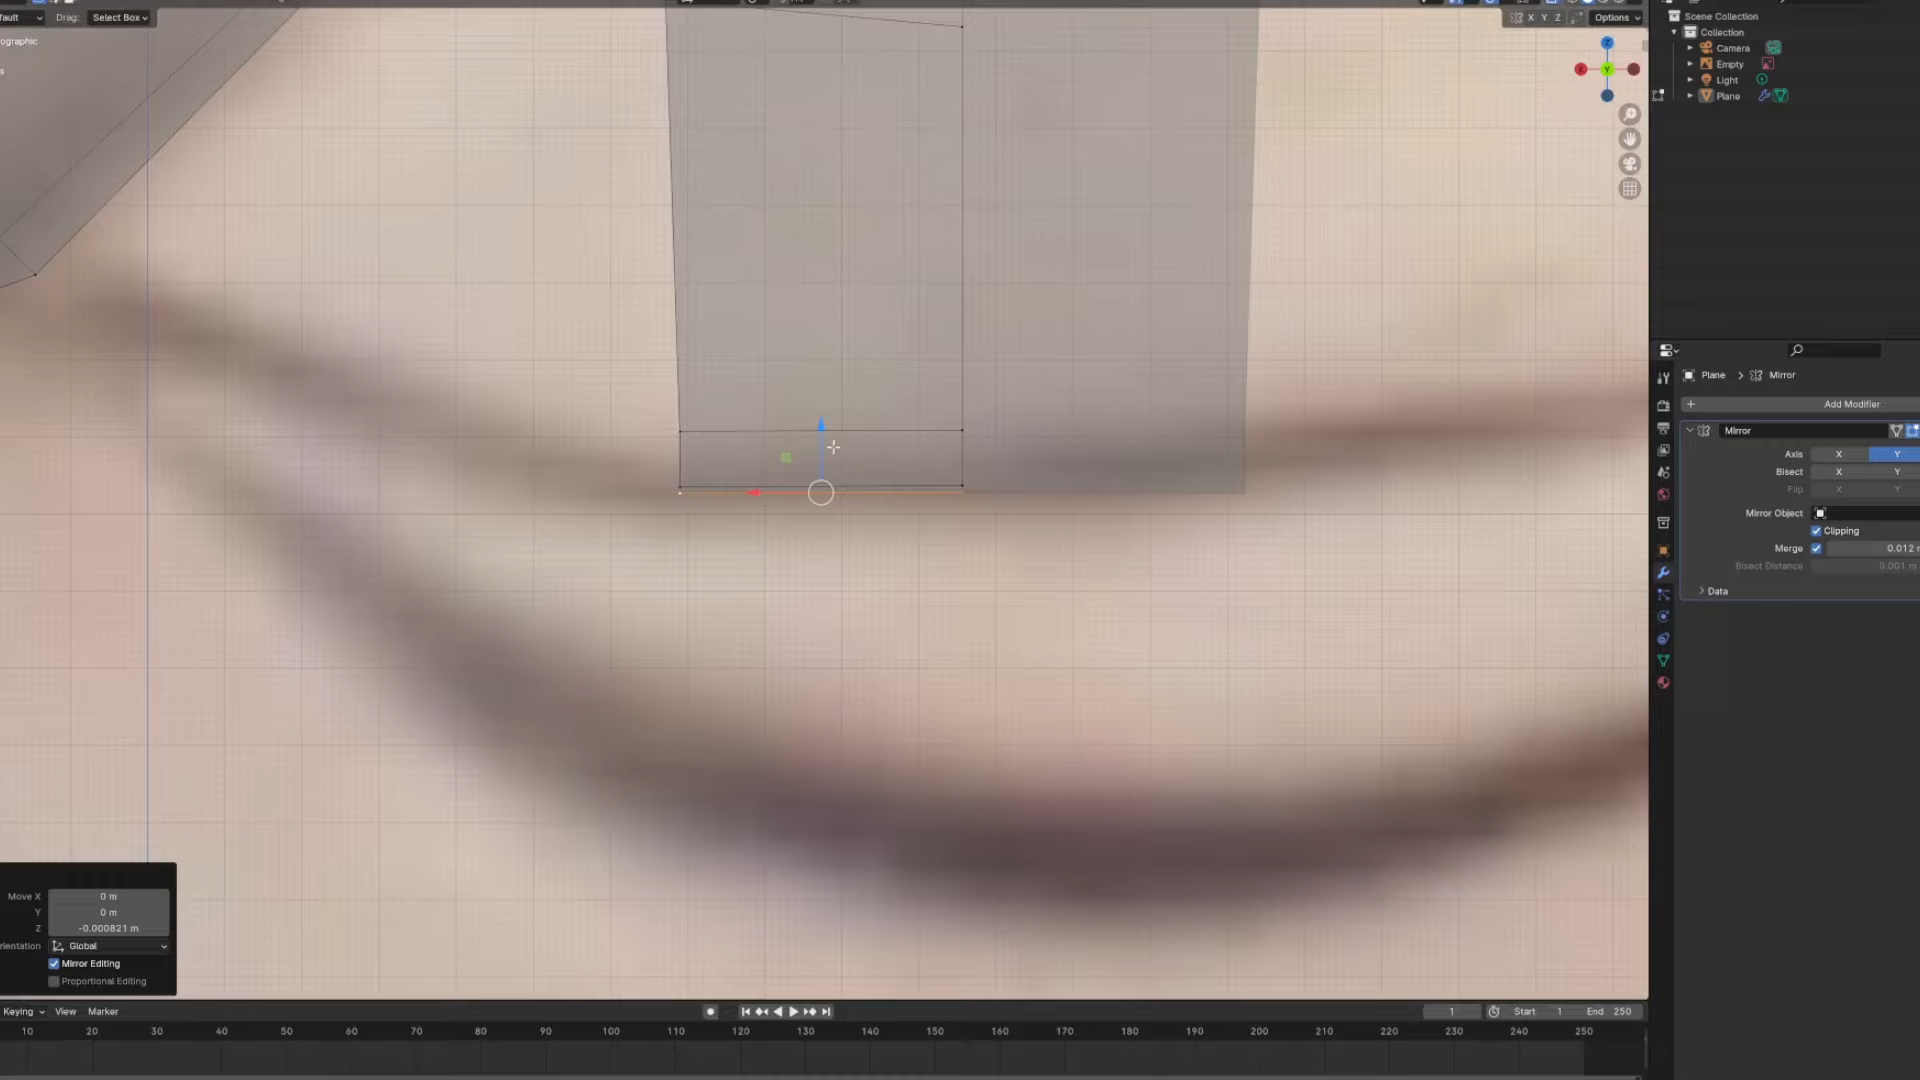 fault Drag: Select Box
X Y Z Options
ographic
s
Z
X Y
Scene Collection
Collection
Camera
Empty
Light
Plane
Plane > Mirror
+ Add Modifier
Mirror
Axis X Y
Bisect X Y
Flip X Y
Mirror Object
Clipping
Merge 0.012 m
Bisect Distance 0.001 m
> Data
Move X 0 m
Y 0 m
Z -0.000821 m
rientation Global
Mirror Editing
Proportional Editing
Keying View Marker
1 Start 1 End 250
10 20 30 40 50 60 70 80 90 100 110 120 130 140 150 160 170 180 190 200 210 220 230 240 250